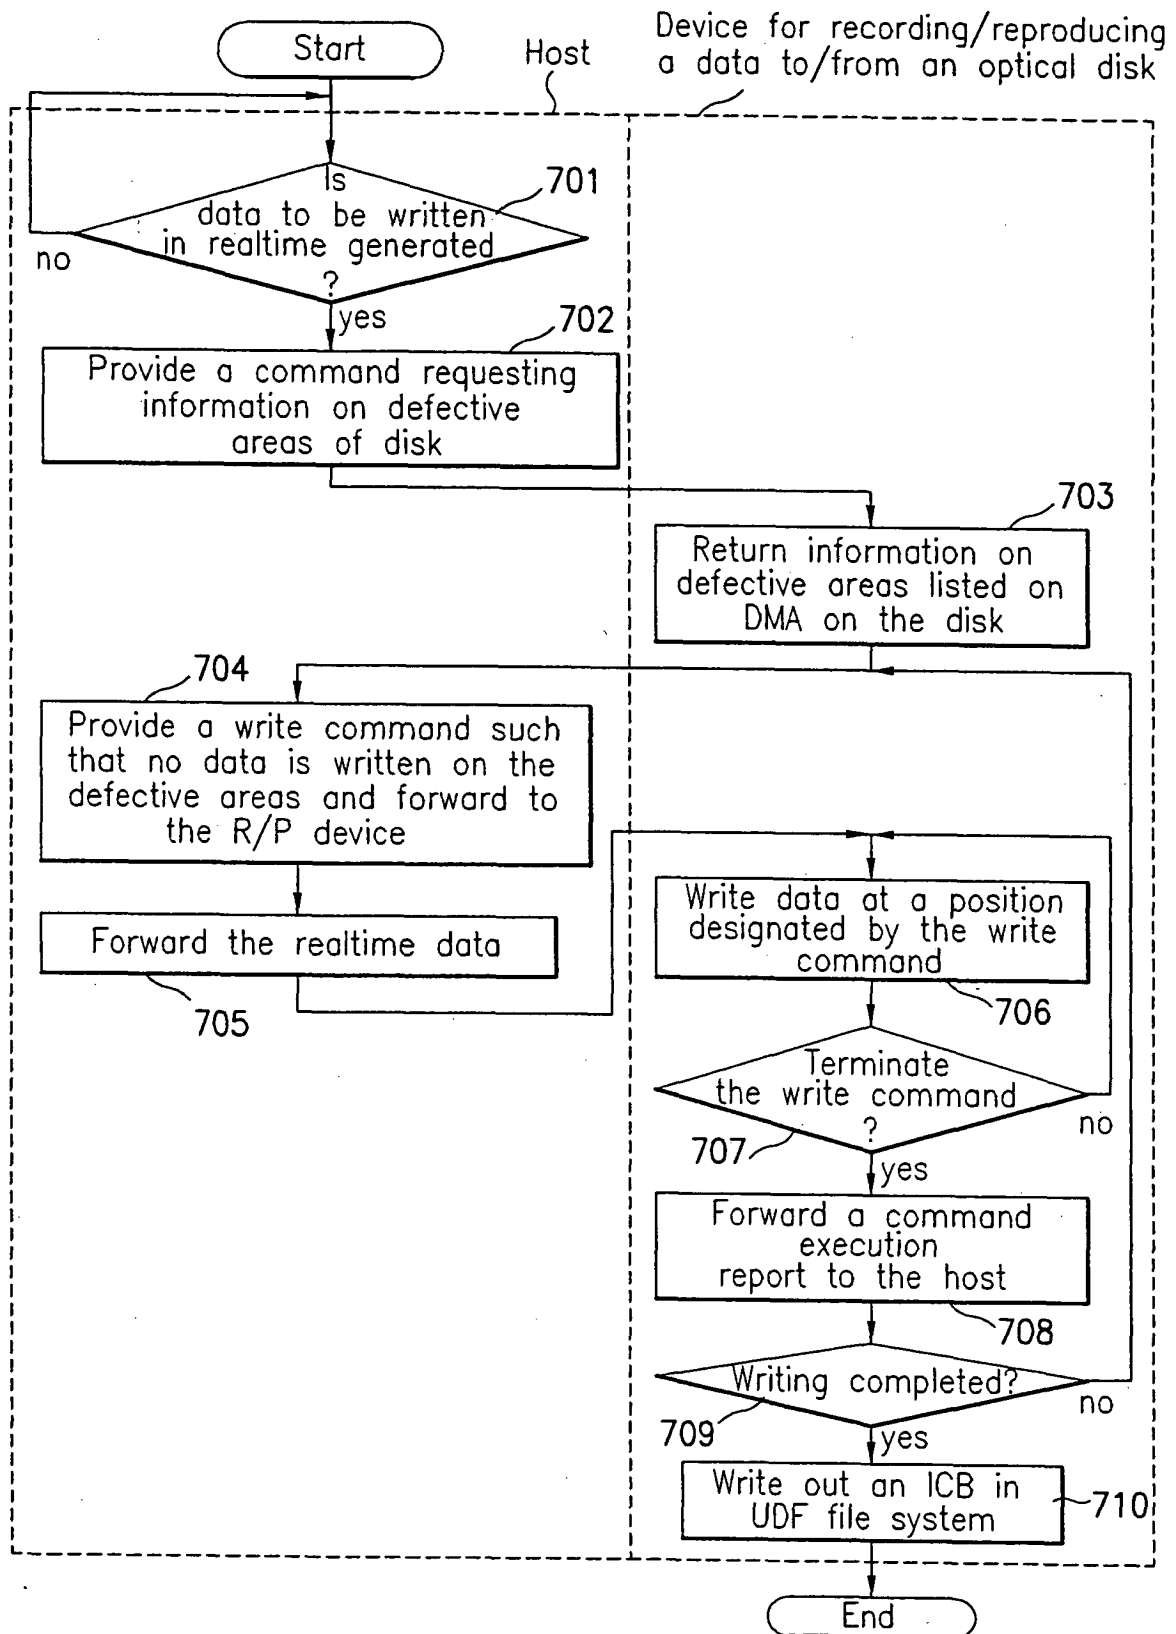 Start
Host
Device for recording/reproducing
a data to/from an optical disk
Is
data to be written
in realtime generated
?
701
no
yes
702
Provide a command requesting
information on defective
areas of disk
703
Return information on
defective areas listed on
DMA on the disk
704
Provide a write command such
that no data is written on the
defective areas and forward to
the R/P device
Forward the realtime data
705
Write data at a position
designated by the write
command
706
Terminate
the write command
?
707
no
yes
Forward a command
execution
report to the host
708
Writing completed?
no
709
yes
Write out an ICB in
UDF file system
710
End